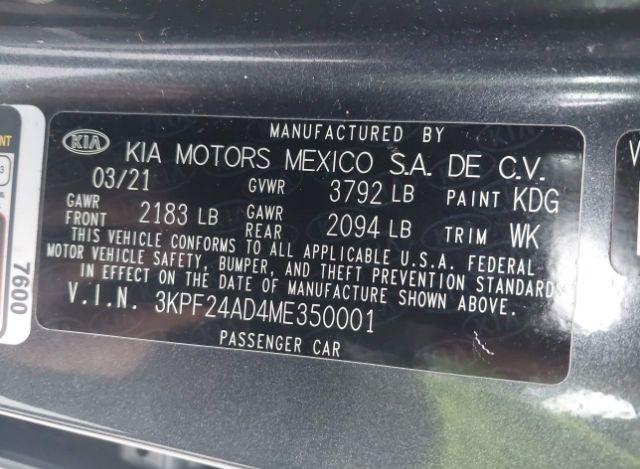 MANUFACTURED BY
KIA KIA MOTORS MEXICO S.A. DE C.V.
03/21 GVWR 3792 LB PAINT KDG
GAWR FRONT 2183 LB GAWR REAR 2094 LB TRIM WK
THIS VEHICLE CONFORMS TO ALL APPLICABLE U.S.A. FEDERAL
MOTOR VEHICLE SAFETY, BUMPER, AND THEFT PREVENTION STANDARDS
IN EFFECT ON THE DATE OF MANUFACTURE SHOWN ABOVE.
V.I.N. 3KPF24AD4ME350001
PASSENGER CAR
7600